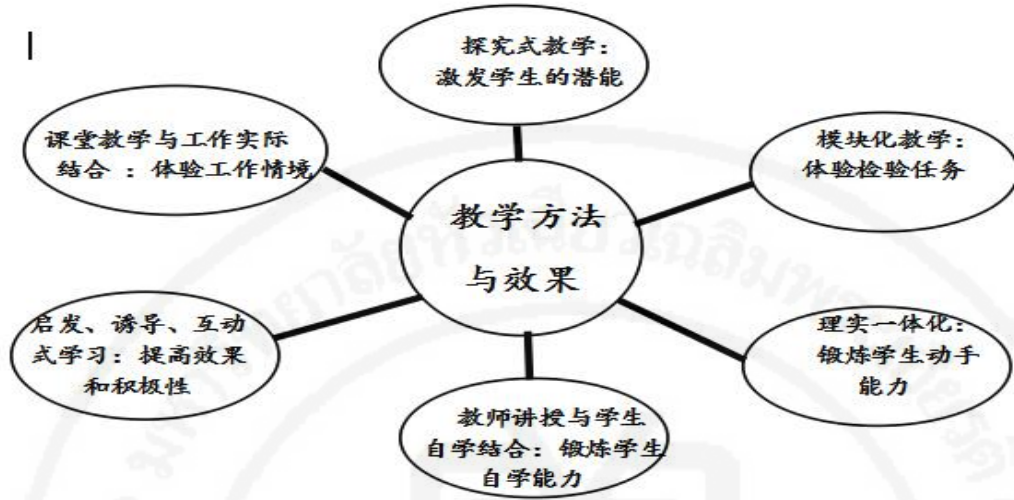 探究式教学：
激发学生的潜能
课堂教学与工作实际
结合 ：体验工作情境
模块化教学：
体验检验任务
教学方法
与效果
启发、诱导、互动
式学习：提高效果
和积极性
理实一体化：
锻炼学生动手
能力
教师讲授与学生
自学结合：锻炼学生
自学能力